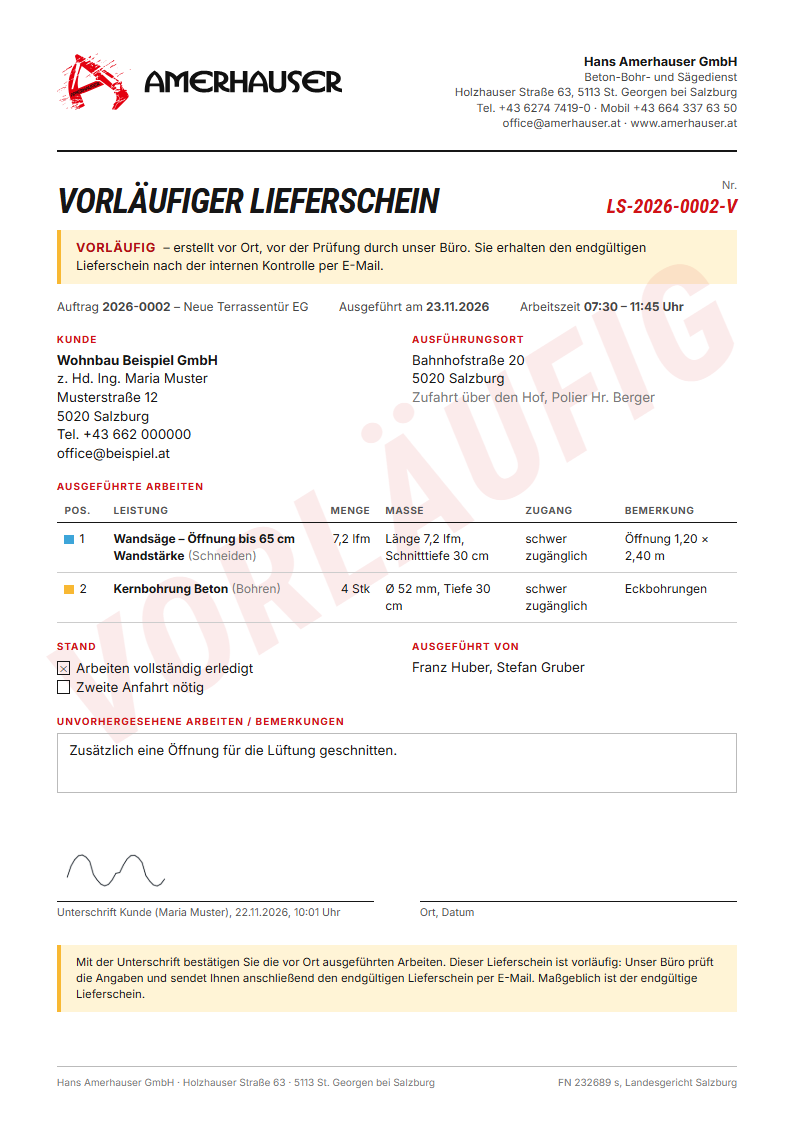 AMERHAUSER
Hans Amerhauser GmbH
Beton-Bohr- und Sägedienst
Holzhauser Straße 63, 5113 St. Georgen bei Salzburg
Tel. +43 6274 7419-0 · Mobil +43 664 337 63 50
office@amerhauser.at · www.amerhauser.at
VORLÄUFIGER LIEFERSCHEIN
Nr.
LS-2026-0002-V
VORLÄUFIG – erstellt vor Ort, vor der Prüfung durch unser Büro. Sie erhalten den endgültigen
Lieferschein nach der internen Kontrolle per E-Mail.
Auftrag 2026-0002 – Neue Terrassentür EG Ausgeführt am 23.11.2026 Arbeitszeit 07:30 – 11:45 Uhr
KUNDE
Wohnbau Beispiel GmbH
z. Hd. Ing. Maria Muster
Musterstraße 12
5020 Salzburg
Tel. +43 662 000000
office@beispiel.at
AUSFÜHRUNGSORT
Bahnhofstraße 20
5020 Salzburg
Zufahrt über den Hof, Polier Hr. Berger
VORLÄUFIG
AUSGEFÜHRTE ARBEITEN
POS. LEISTUNG MENGE MASSE ZUGANG BEMERKUNG
1 Wandsäge – Öffnung bis 65 cm 7,2 lfm Länge 7,2 lfm, schwer Öffnung 1,20 ×
Wandstärke (Schneiden) Schnitttiefe 30 cm zugänglich 2,40 m
2 Kernbohrung Beton (Bohren) 4 Stk Ø 52 mm, Tiefe 30 schwer Eckbohrungen
cm zugänglich
STAND
☒ Arbeiten vollständig erledigt
☐ Zweite Anfahrt nötig
AUSGEFÜHRT VON
Franz Huber, Stefan Gruber
UNVORHERGESEHENE ARBEITEN / BEMERKUNGEN
Zusätzlich eine Öffnung für die Lüftung geschnitten.
Unterschrift Kunde (Maria Muster), 22.11.2026, 10:01 Uhr
Ort, Datum
Mit der Unterschrift bestätigen Sie die vor Ort ausgeführten Arbeiten. Dieser Lieferschein ist vorläufig: Unser Büro prüft
die Angaben und sendet Ihnen anschließend den endgültigen Lieferschein per E-Mail. Maßgeblich ist der endgültige
Lieferschein.
Hans Amerhauser GmbH · Holzhauser Straße 63 · 5113 St. Georgen bei Salzburg
FN 232689 s, Landesgericht Salzburg